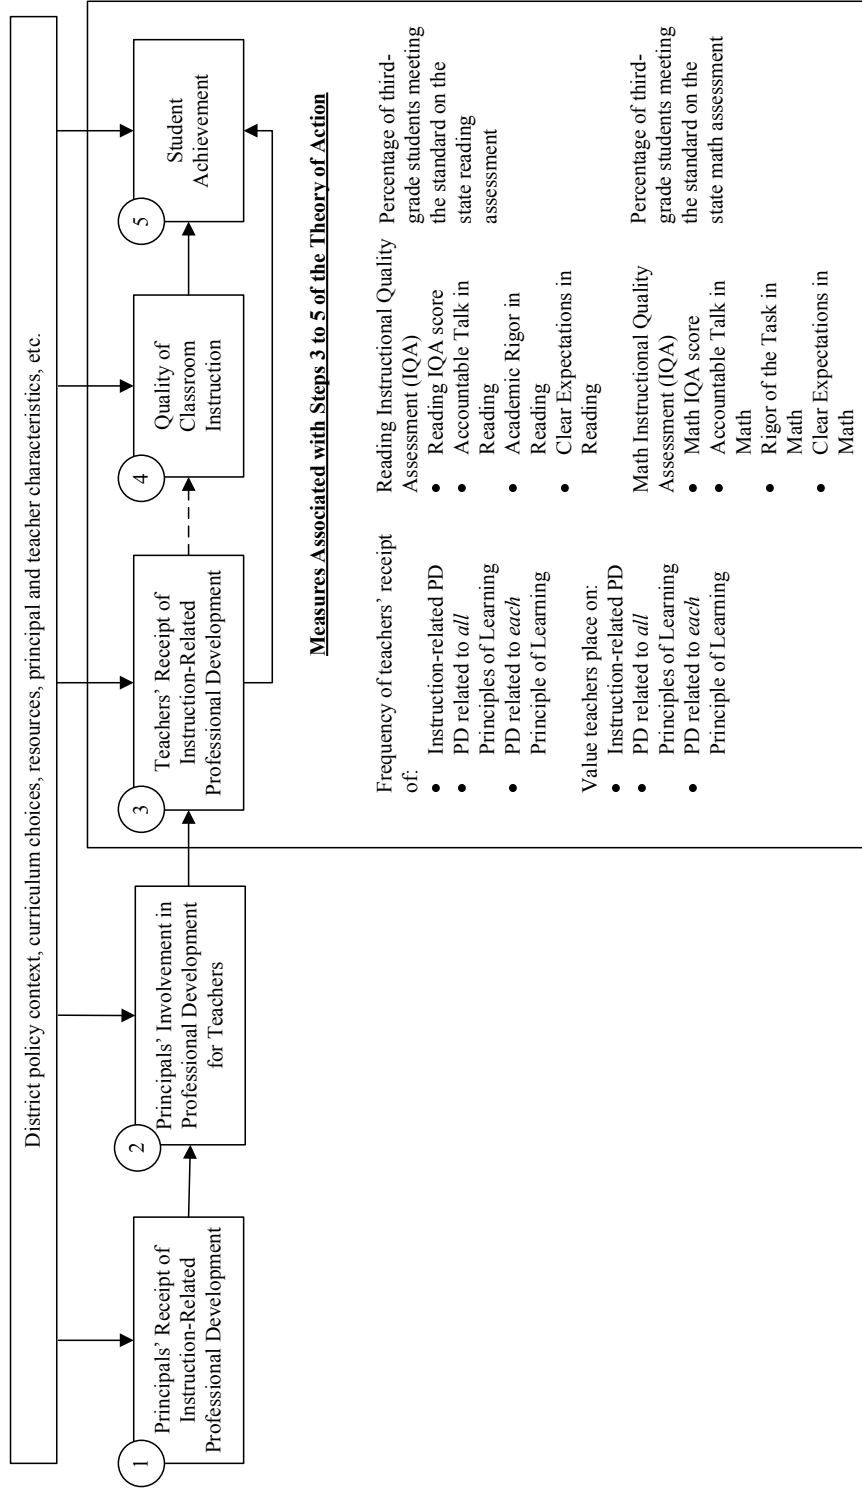 District policy context, curriculum choices, resources, principal and teacher characteristics, etc.
1
Principals’ Receipt of
Instruction-Related
Professional Development
2
Principals’ Involvement in
Professional Development
for Teachers
3
Teachers’ Receipt of
Instruction-Related
Professional Development
4
Quality of
Classroom
Instruction
5
Student
Achievement
Measures Associated with Steps 3 to 5 of the Theory of Action
Frequency of teachers’ receipt
of:
• Instruction-related PD
• PD related to all
Principles of Learning
• PD related to each
Principle of Learning
Value teachers place on:
• Instruction-related PD
• PD related to all
Principles of Learning
• PD related to each
Principle of Learning
Reading Instructional Quality
Assessment (IQA)
• Reading IQA score
• Accountable Talk in
Reading
• Academic Rigor in
Reading
• Clear Expectations in
Reading
Math Instructional Quality
Assessment (IQA)
• Math IQA score
• Accountable Talk in
Math
• Rigor of the Task in
Math
• Clear Expectations in
Math
Percentage of third-
grade students meeting
the standard on the
state reading
assessment
Percentage of third-
grade students meeting
the standard on the
state math assessment